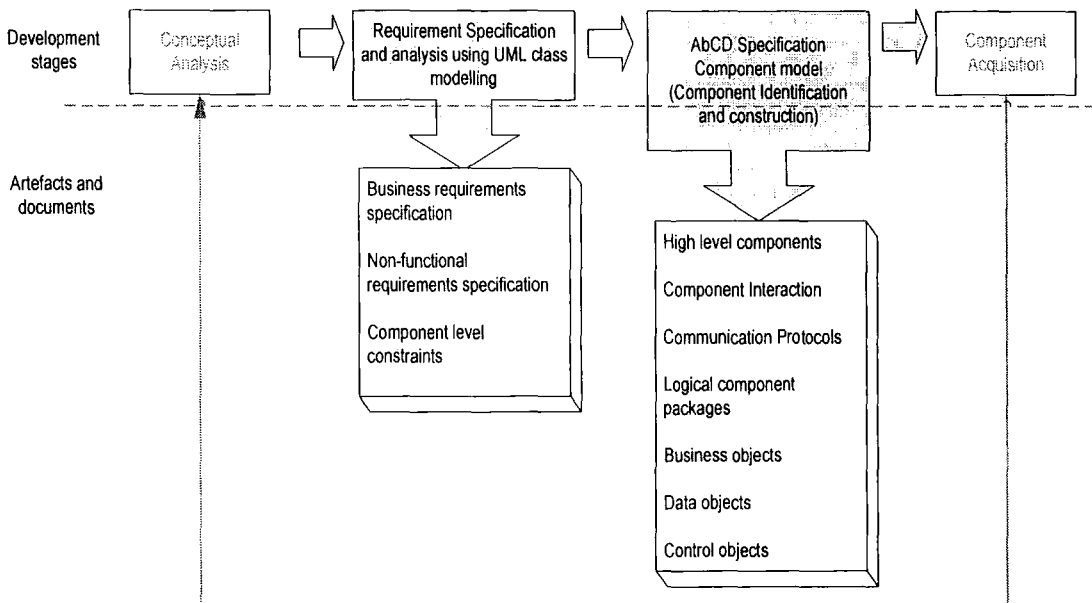 Development
stages
Conceptual
Analysis
Requirement Specification
and analysis using UML class
modelling
AbCD Specification
Component model
(Component Identification
and construction)
Component
Acquisition
Artefacts and
documents
Business requirements
specification
Non-functional
requirements specification
Component level
constraints
High level components
Component Interaction
Communication Protocols
Logical component
packages
Business objects
Data objects
Control objects